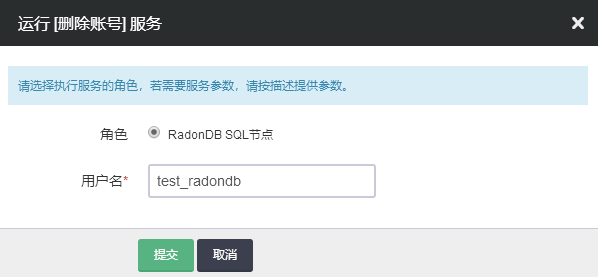 运行 [删除账号] 服务
请选择执行服务的角色，若需要服务参数，请按描述提供参数。
角色 RadonDB SQL节点
用户名* test_radondb
提交 取消